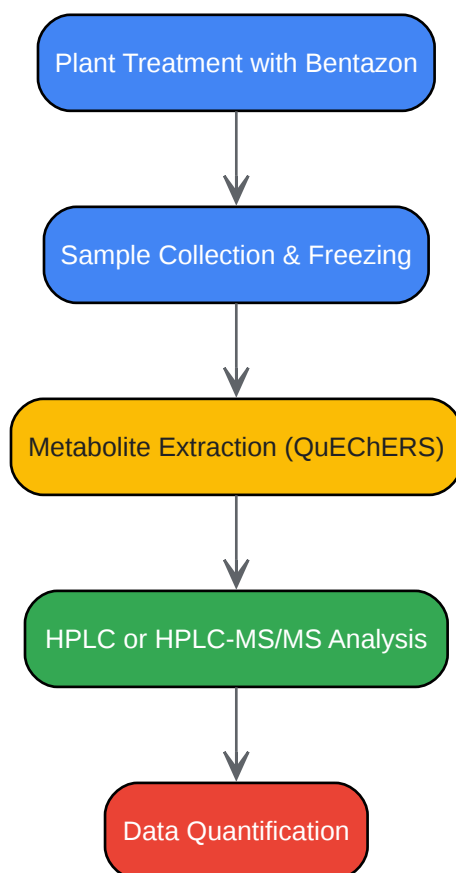 Plant Treatment with Bentazon
Sample Collection & Freezing
Metabolite Extraction (QuEChERS)
HPLC or HPLC-MS/MS Analysis
Data Quantification